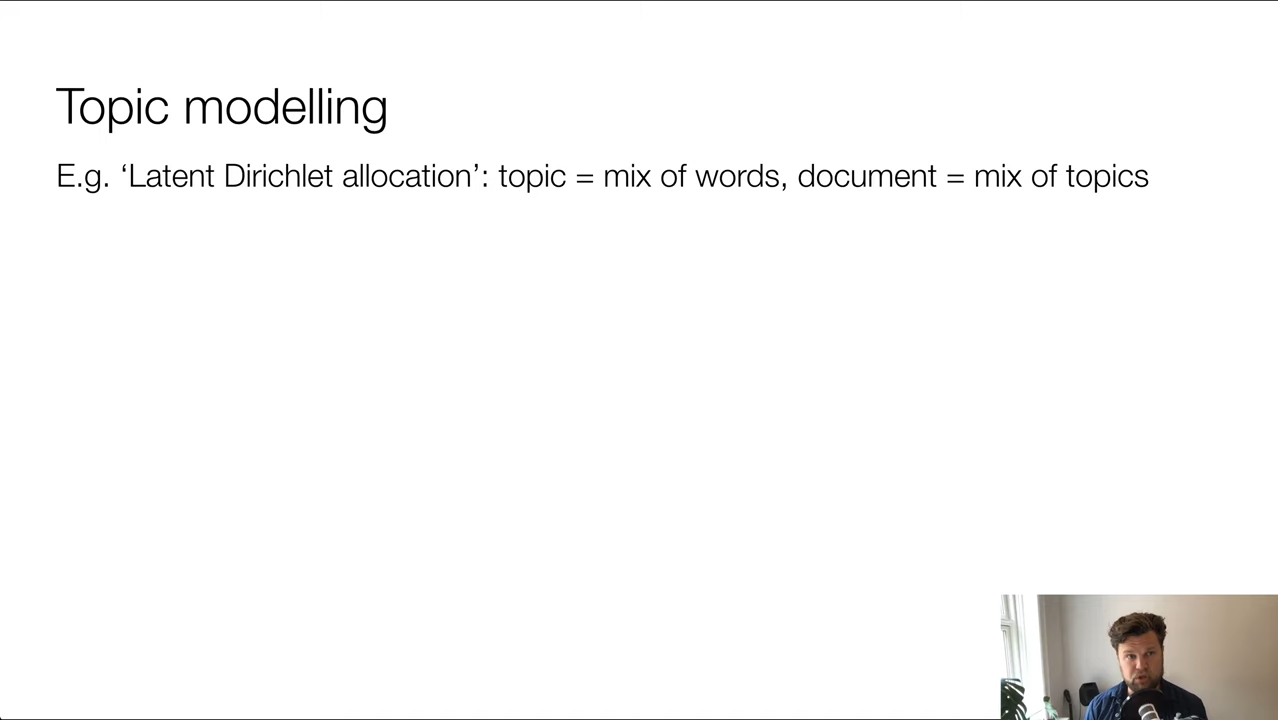 Topic modelling
E.g. ‘Latent Dirichlet allocation’: topic = mix of words, document = mix of topics